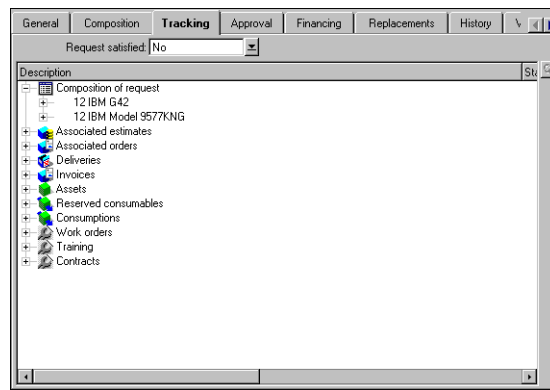 General Composition Tracking Approval Financing Replacements History
Request satisfied: No
Description
Composition of request
12 IBM G42
12 IBM Model 9577KNG
Associated estimates
Associated orders
Deliveries
Invoices
Assets
Reserved consumables
Consumptions
Work orders
Training
Contracts